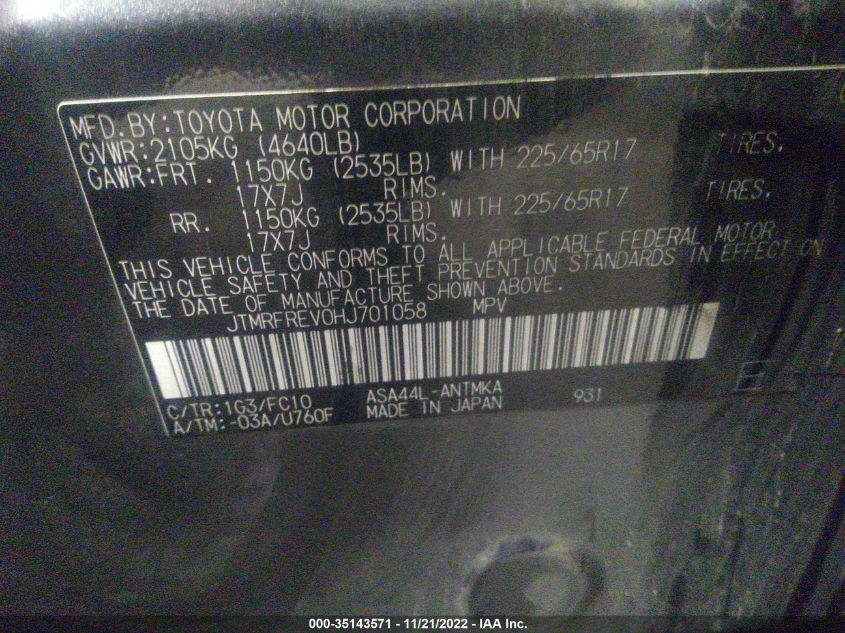 MFD.BY:TOYOTA MOTOR CORPORATION
GVWR:2105KG (4640LB)
GAWR:FRT. 1150KG (2535LB) WITH 225/65R17 TIRES.
17X7J RIMS.
RR. 1150KG (2535LB) WITH 225/65R17 TIRES.
17X7J RIMS.
THIS VEHICLE CONFORMS TO ALL APPLICABLE FEDERAL MOTOR
VEHICLE SAFETY AND THEFT PREVENTION STANDARDS IN EFFECT ON
THE DATE OF MANUFACTURE SHOWN ABOVE.
JTMRFREV0HJ701058 MPV
C/TR:1G3/FC10 ASA44L-ANTMKA 931
A/TM:-03A/U760F MADE IN JAPAN
000-35143571 - 11/21/2022 - IAA Inc.